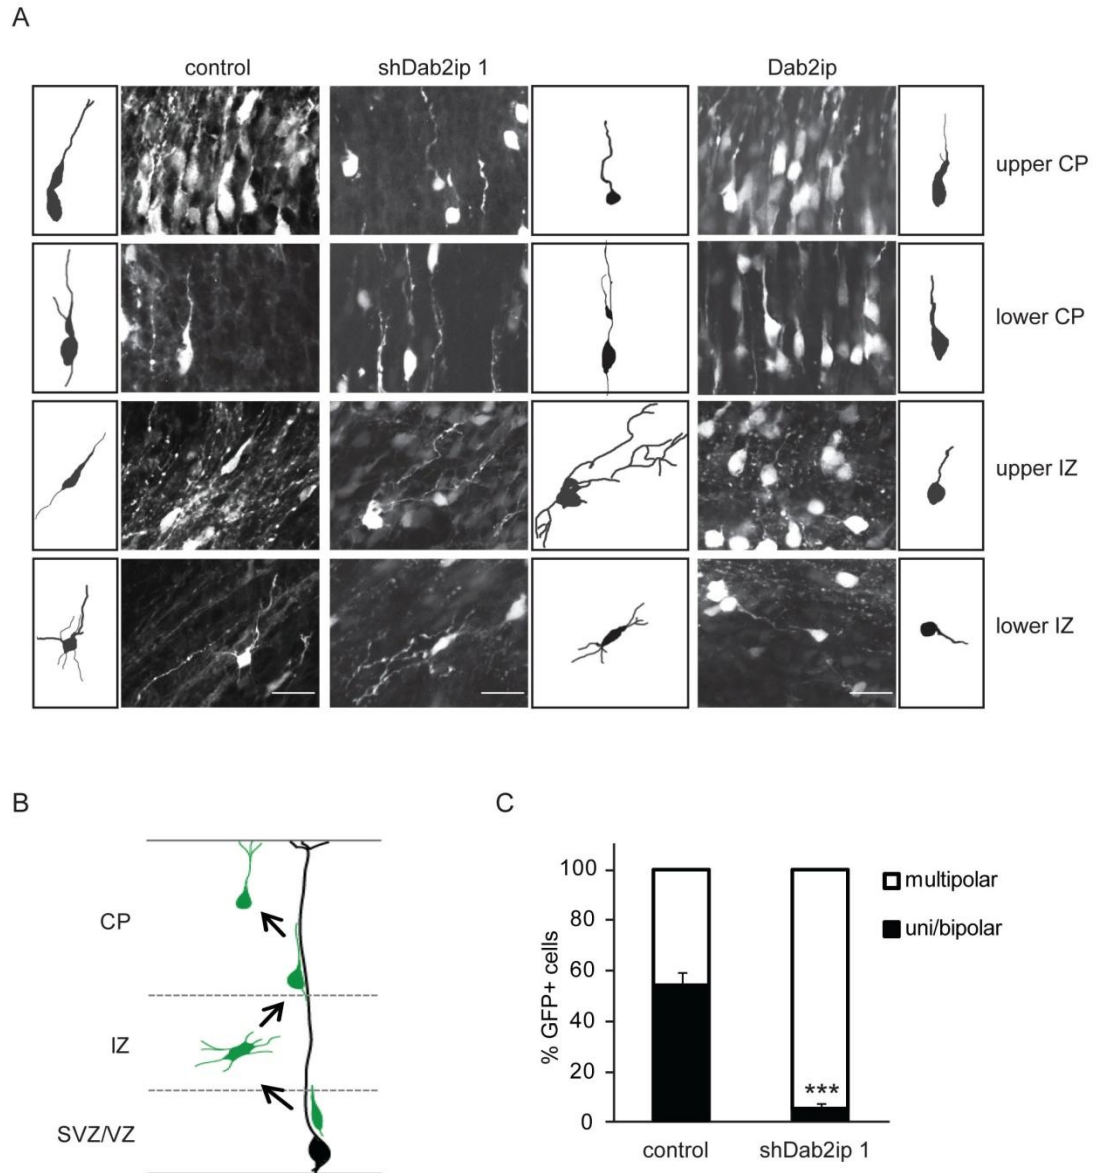 A
control shDab2ip 1 Dab2ip
upper CP
lower CP
upper IZ
lower IZ
B
CP
IZ
SVZ/VZ
C
% GFP+ cells
100
80
60
40
20
0
***
control shDab2ip 1
multipolar
uni/bipolar